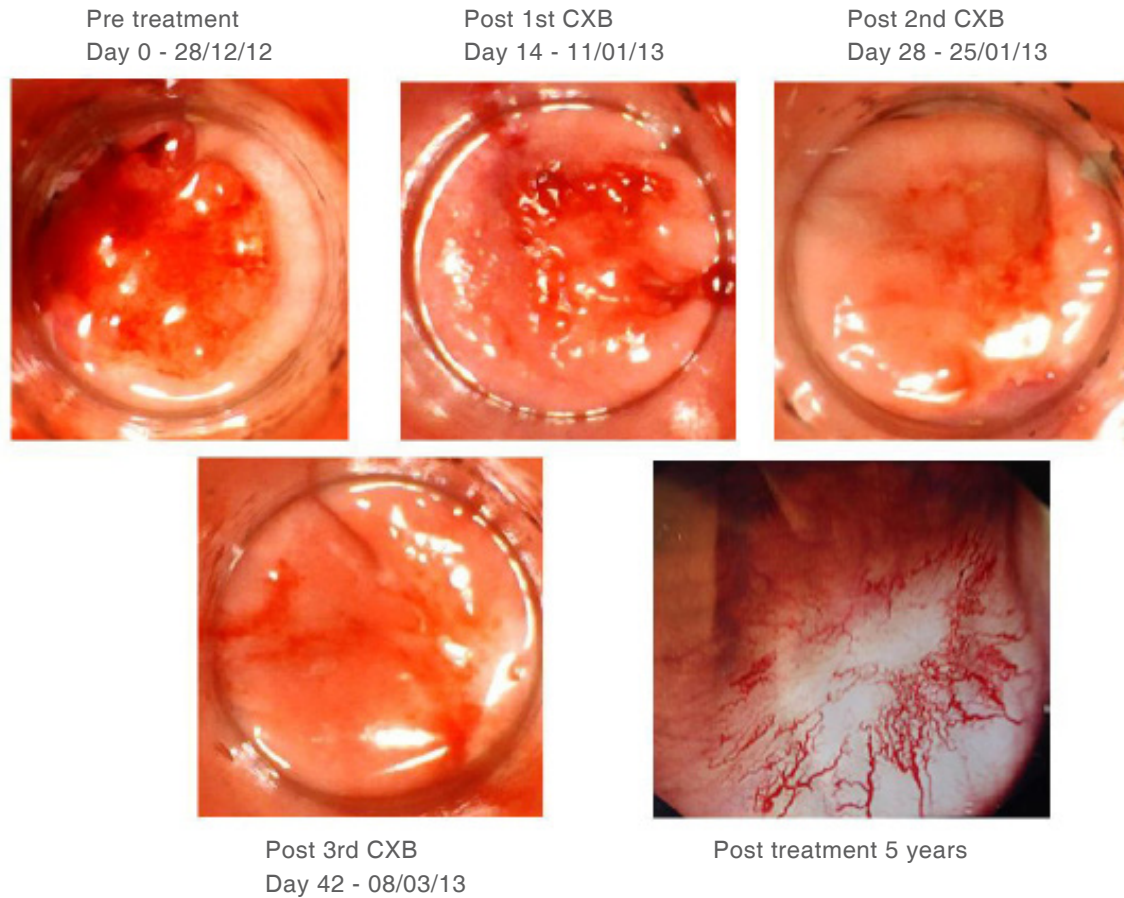 Pre treatment
Day 0 - 28/12/12
Post 1st CXB
Day 14 - 11/01/13
Post 2nd CXB
Day 28 - 25/01/13
Post 3rd CXB
Day 42 - 08/03/13
Post treatment 5 years